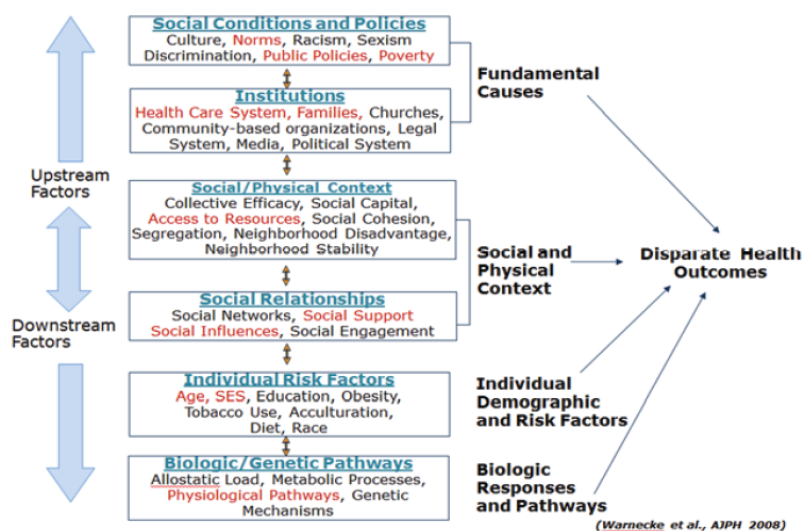 Social Conditions and Policies
Culture, Norms, Racism, Sexism
Discrimination, Public Policies, Poverty
Institutions
Health Care System, Families, Churches,
Community-based organizations, Legal
System, Media, Political System
Social/Physical Context
Collective Efficacy, Social Capital,
Access to Resources, Social Cohesion,
Segregation, Neighborhood Disadvantage,
Neighborhood Stability
Social Relationships
Social Networks, Social Support
Social Influences, Social Engagement
Individual Risk Factors
Age, SES, Education, Obesity,
Tobacco Use, Acculturation,
Diet, Race
Biologic/Genetic Pathways
Allostatic Load, Metabolic Processes,
Physiological Pathways, Genetic
Mechanisms
Upstream
Factors
Downstream
Factors
Fundamental
Causes
Social and
Physical
Context
Individual
Demographic
and Risk Factors
Biologic
Responses
and Pathways
Disparate Health
Outcomes
(Warnecke et al., AJPH 2008)